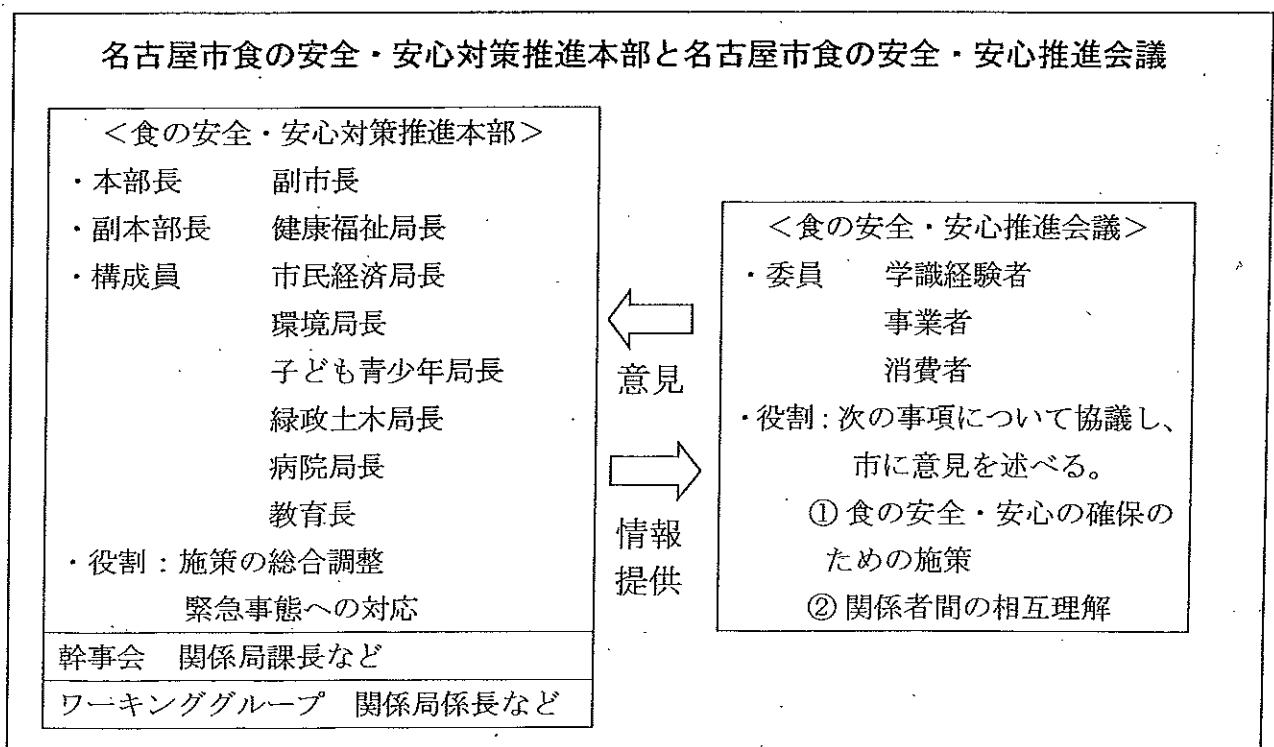 名古屋市食の安全・安心対策推進本部と名古屋市食の安全・安心推進会議
＜食の安全・安心対策推進本部＞
・本部長　副市長
・副本部長　健康福祉局長
・構成員　市民経済局長
環境局長
子ども青少年局長
緑政土木局長
病院局長
教育長
・役割：施策の総合調整
緊急事態への対応
幹事会　関係局課長など
ワーキンググループ　関係局係長など
意見
情報
提供
＜食の安全・安心推進会議＞
・委員　学識経験者
事業者
消費者
・役割：次の事項について協議し、
市に意見を述べる。
① 食の安全・安心の確保の
ための施策
② 関係者間の相互理解